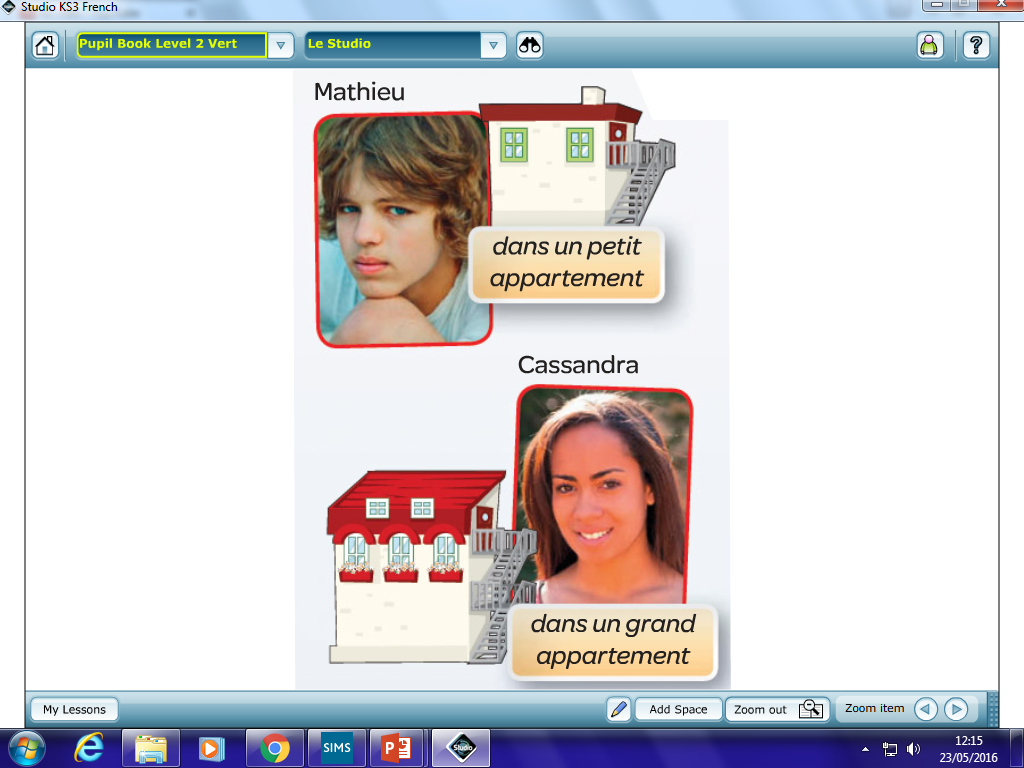 Studio KS3 French
Pupil Book Level 2 Vert
Le Studio
?
Mathieu
dans un petit
appartement
Cassandra
dans un grand
appartement
My Lessons
Add Space
Zoom out
Zoom item
SIMS
P
Studio
12:15
23/05/2016